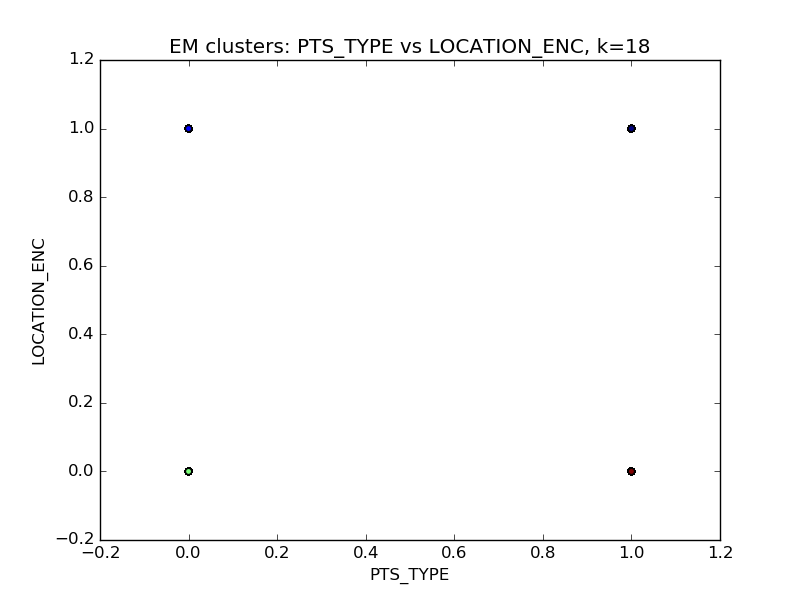 EM clusters: PTS_TYPE vs LOCATION_ENC, k=18
1.2
1.0
0.8
0.6
0.4
0.2
0.0
−0.2
LOCATION_ENC
−0.2 0.0 0.2 0.4 0.6 0.8 1.0 1.2
PTS_TYPE